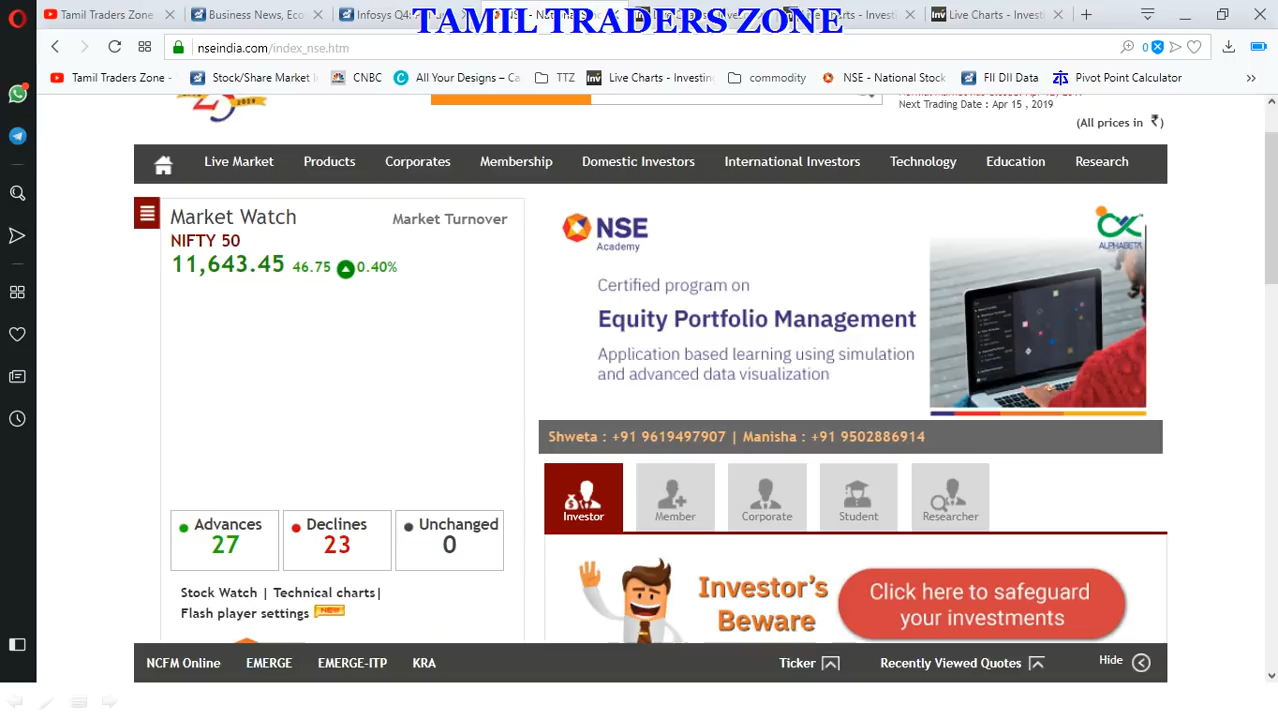 Tamil Traders Zone
Business News, Eco
Infosys Q4:
TAMIL TRADERS ZONE
Live Charts - Investi
nseindia.com/index_nse.htm
0
Tamil Traders Zone -
Stock/Share Market I
CNBC
All Your Designs – Ca
TTZ
Live Charts - Investin
commodity
NSE - National Stock
FII DII Data
Pivot Point Calculator
»
2019
Next Trading Date : Apr 15 , 2019
(All prices in ₹)
Live Market
Products
Corporates
Membership
Domestic Investors
International Investors
Technology
Education
Research
Market Watch
Market Turnover
NIFTY 50
11,643.45 46.75 0.40%
NSE
Academy
ALPHABETA
Certified program on
Equity Portfolio Management
Application based learning using simulation
and advanced data visualization
Shweta : +91 9619497907 | Manisha : +91 9502886914
Investor
Member
Corporate
Student
Researcher
Advances
27
Declines
23
Unchanged
0
Stock Watch | Technical charts|
Flash player settings NEW
Investor's
Beware
Click here to safeguard
your investments
NCFM Online
EMERGE
EMERGE-ITP
KRA
Ticker
Recently Viewed Quotes
Hide